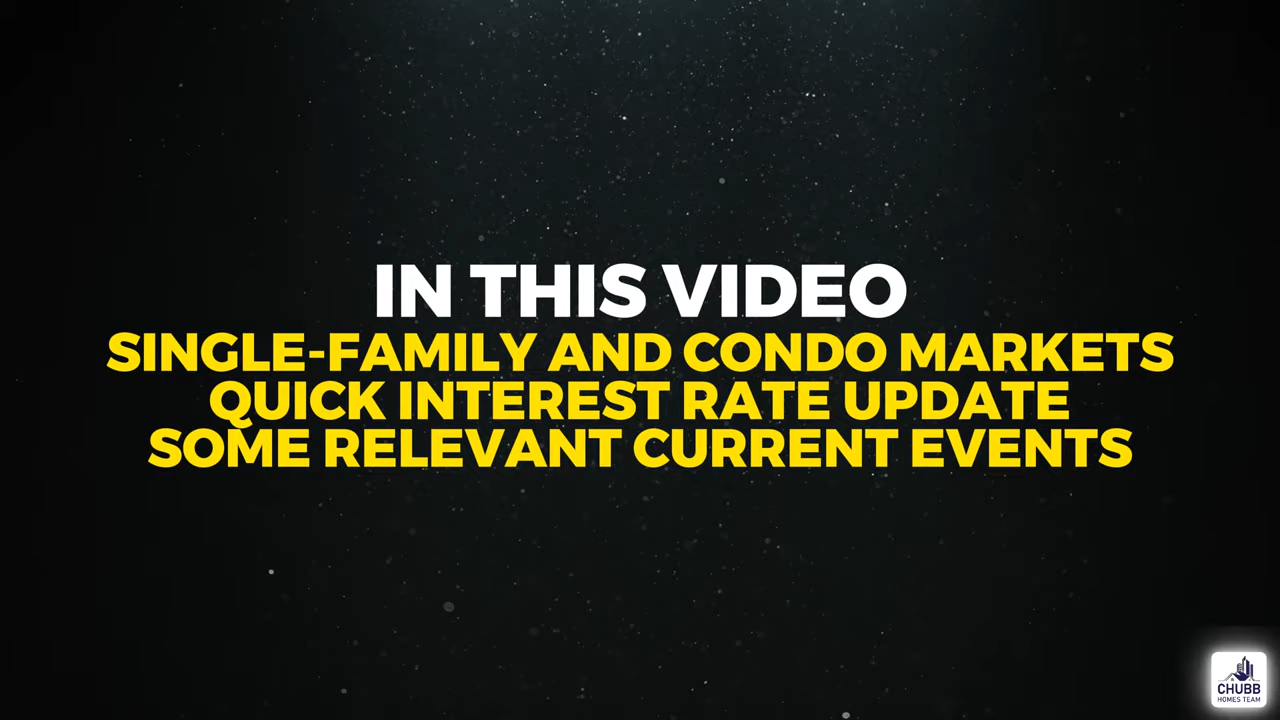 IN THIS VIDEO
SINGLE-FAMILY AND CONDO MARKETS
QUICK INTEREST RATE UPDATE
SOME RELEVANT CURRENT EVENTS
CHUBB
HOMES TEAM